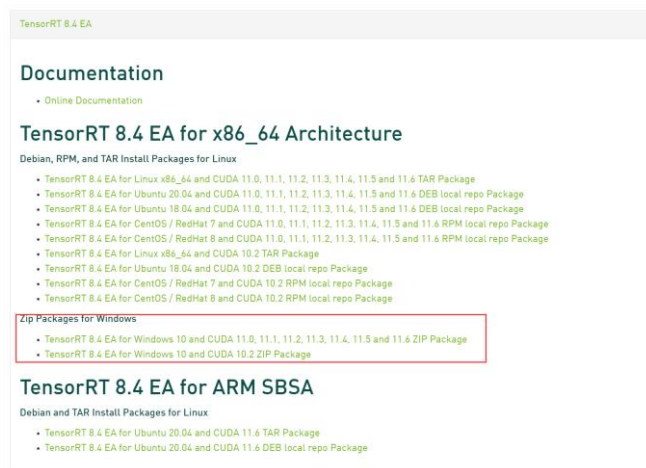 TensorRT 8.4 EA
Documentation
• Online Documentation
TensorRT 8.4 EA for x86_64 Architecture
Debian, RPM, and TAR Install Packages for Linux
• TensorRT 8.4 EA for Linux x86_64 and CUDA 11.0, 11.1, 11.2, 11.3, 11.4, 11.5 and 11.6 TAR Package
• TensorRT 8.4 EA for Ubuntu 20.04 and CUDA 11.0, 11.1, 11.2, 11.3, 11.4, 11.5 and 11.6 DEB local repo Package
• TensorRT 8.4 EA for Ubuntu 18.04 and CUDA 11.0, 11.1, 11.2, 11.3, 11.4, 11.5 and 11.6 DEB local repo Package
• TensorRT 8.4 EA for CentOS / RedHat 7 and CUDA 11.0, 11.1, 11.2, 11.3, 11.4, 11.5 and 11.6 RPM local repo Package
• TensorRT 8.4 EA for CentOS / RedHat 8 and CUDA 11.0, 11.1, 11.2, 11.3, 11.4, 11.5 and 11.6 RPM local repo Package
• TensorRT 8.4 EA for Linux x86_64 and CUDA 10.2 TAR Package
• TensorRT 8.4 EA for Ubuntu 18.04 and CUDA 10.2 DEB local repo Package
• TensorRT 8.4 EA for CentOS / RedHat 7 and CUDA 10.2 RPM local repo Package
• TensorRT 8.4 EA for CentOS / RedHat 8 and CUDA 10.2 RPM local repo Package
Zip Packages for Windows
• TensorRT 8.4 EA for Windows 10 and CUDA 11.0, 11.1, 11.2, 11.3, 11.4, 11.5 and 11.6 ZIP Package
• TensorRT 8.4 EA for Windows 10 and CUDA 10.2 ZIP Package
TensorRT 8.4 EA for ARM SBSA
Debian and TAR Install Packages for Linux
• TensorRT 8.4 EA for Ubuntu 20.04 and CUDA 11.6 TAR Package
• TensorRT 8.4 EA for Ubuntu 20.04 and CUDA 11.6 DEB local repo Package